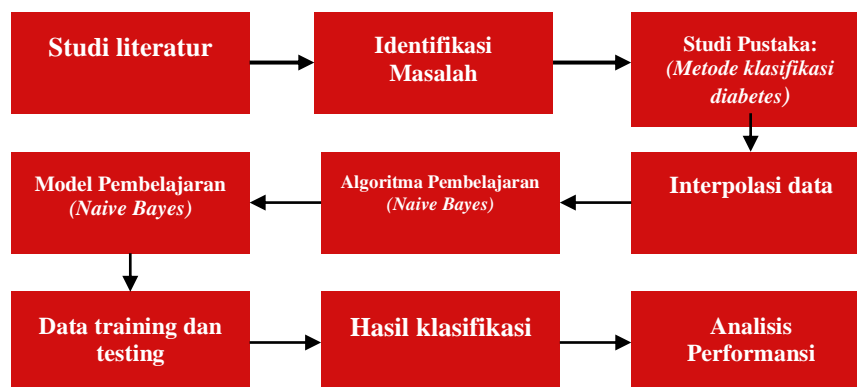 Studi literatur
Identifikasi
Masalah
Studi Pustaka:
(Metode klasifikasi
diabetes)
Interpolasi data
Algoritma Pembelajaran
(Naive Bayes)
Model Pembelajaran
(Naive Bayes)
Data training dan
testing
Hasil klasifikasi
Analisis
Performansi